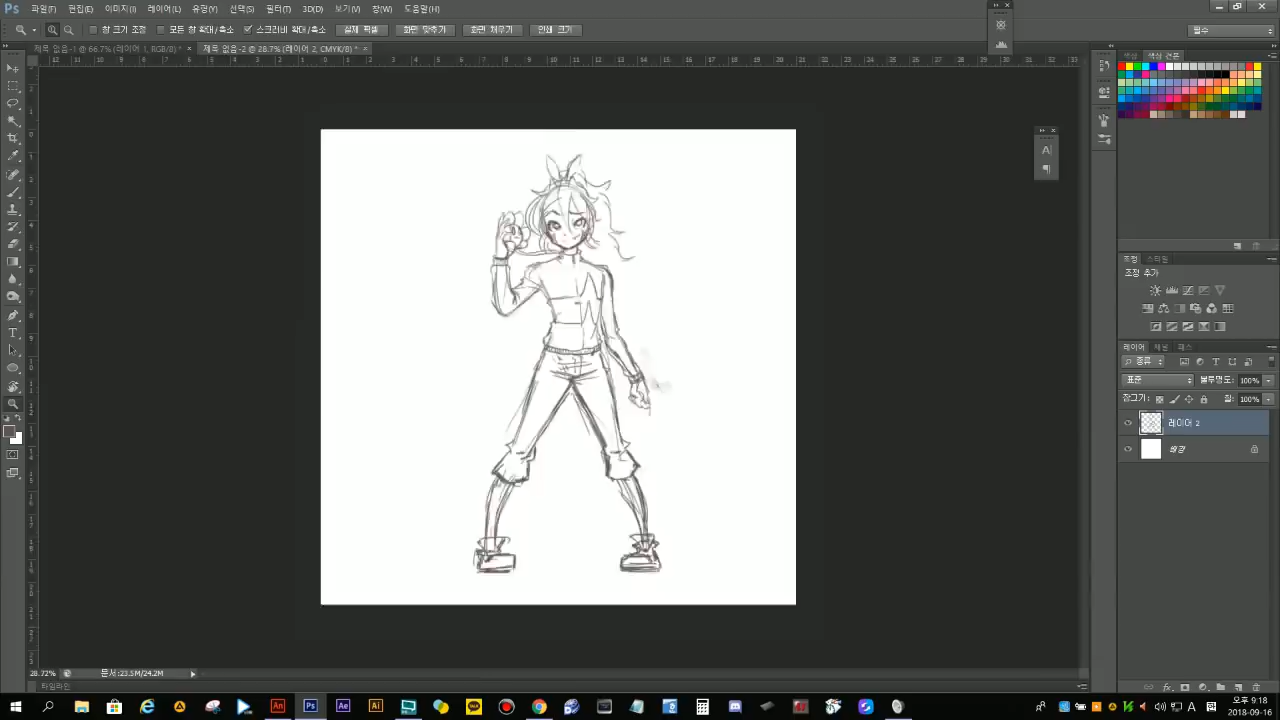 Ps 파일(F) 편집(E) 이미지(I) 레이어(L) 유형(Y) 선택(S) 필터(T) 3D(D) 보기(V) 창(W) 도움말(H)
창 크기 조정 모든 창 확대/축소 스크러비 확대/축소 실제 픽셀 화면 맞추기 화면 채우기 인쇄 크기 필수
제목 없음-1 @ 66.7% (레이어 1, RGB/8) * × 제목 없음-2 @ 28.7% (레이어 2, CMYK/8) * ×
색상 색상 견본
조정 스타일
조정 추가
레이어 채널 패스
종류
표준 불투명도: 100%
잠그기: 칠: 100%
레이어 2
배경
28.72% 문서:23.5M/24.2M
타임라인
An Ps Ae Ai TALK
A 오후 9:18
2018-09-16